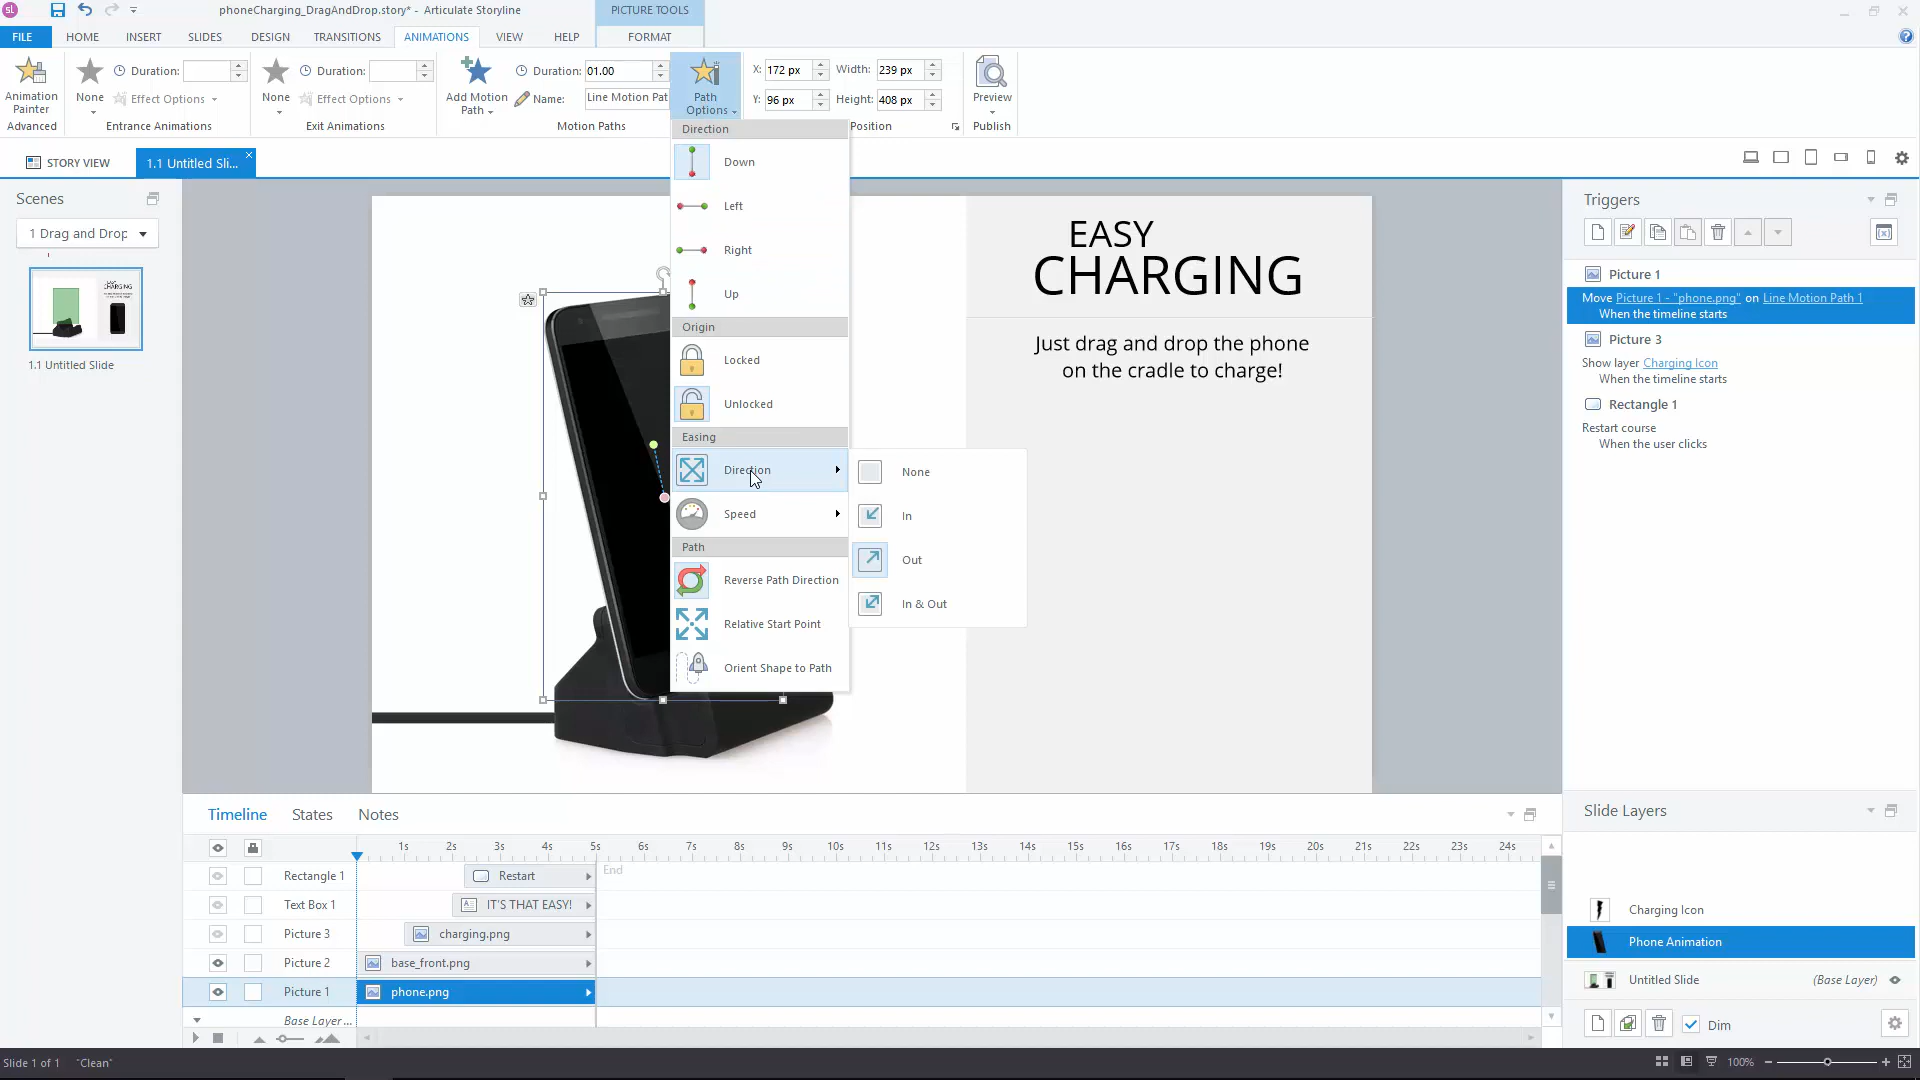 sl
phoneCharging_DragAndDrop.story* - Articulate Storyline
PICTURE TOOLS
FILE
HOME
INSERT
SLIDES
DESIGN
TRANSITIONS
ANIMATIONS
VIEW
HELP
FORMAT
Animation Painter
Advanced
None
Duration:
Effect Options
Entrance Animations
None
Duration:
Effect Options
Exit Animations
Add Motion Path
Duration: 01.00
Name: Line Motion Pat
Motion Paths
Path Options
X: 172 px
Width: 239 px
Y: 96 px
Height: 408 px
Position
Preview
Publish
Direction
Down
Left
Right
Up
Origin
Locked
Unlocked
Easing
Direction
Speed
Path
Reverse Path Direction
Relative Start Point
Orient Shape to Path
None
In
Out
In & Out
STORY VIEW
1.1 Untitled Sli...
Scenes
1 Drag and Drop
1.1 Untitled Slide
EASY
CHARGING
Just drag and drop the phone
on the cradle to charge!
Triggers
Picture 1
Move Picture 1 - "phone.png" on Line Motion Path 1
When the timeline starts
Picture 3
Show layer Charging Icon
When the timeline starts
Rectangle 1
Restart course
When the user clicks
Timeline
States
Notes
1s 2s 3s 4s 5s 6s 7s 8s 9s 10s 11s 12s 13s 14s 15s 16s 17s 18s 19s 20s 21s 22s 23s 24s
Rectangle 1
Restart
End
Text Box 1
IT'S THAT EASY!
Picture 3
charging.png
Picture 2
base_front.png
Picture 1
phone.png
Base Layer ...
Slide Layers
Charging Icon
Phone Animation
Untitled Slide
(Base Layer)
Dim
Slide 1 of 1
"Clean"
100%